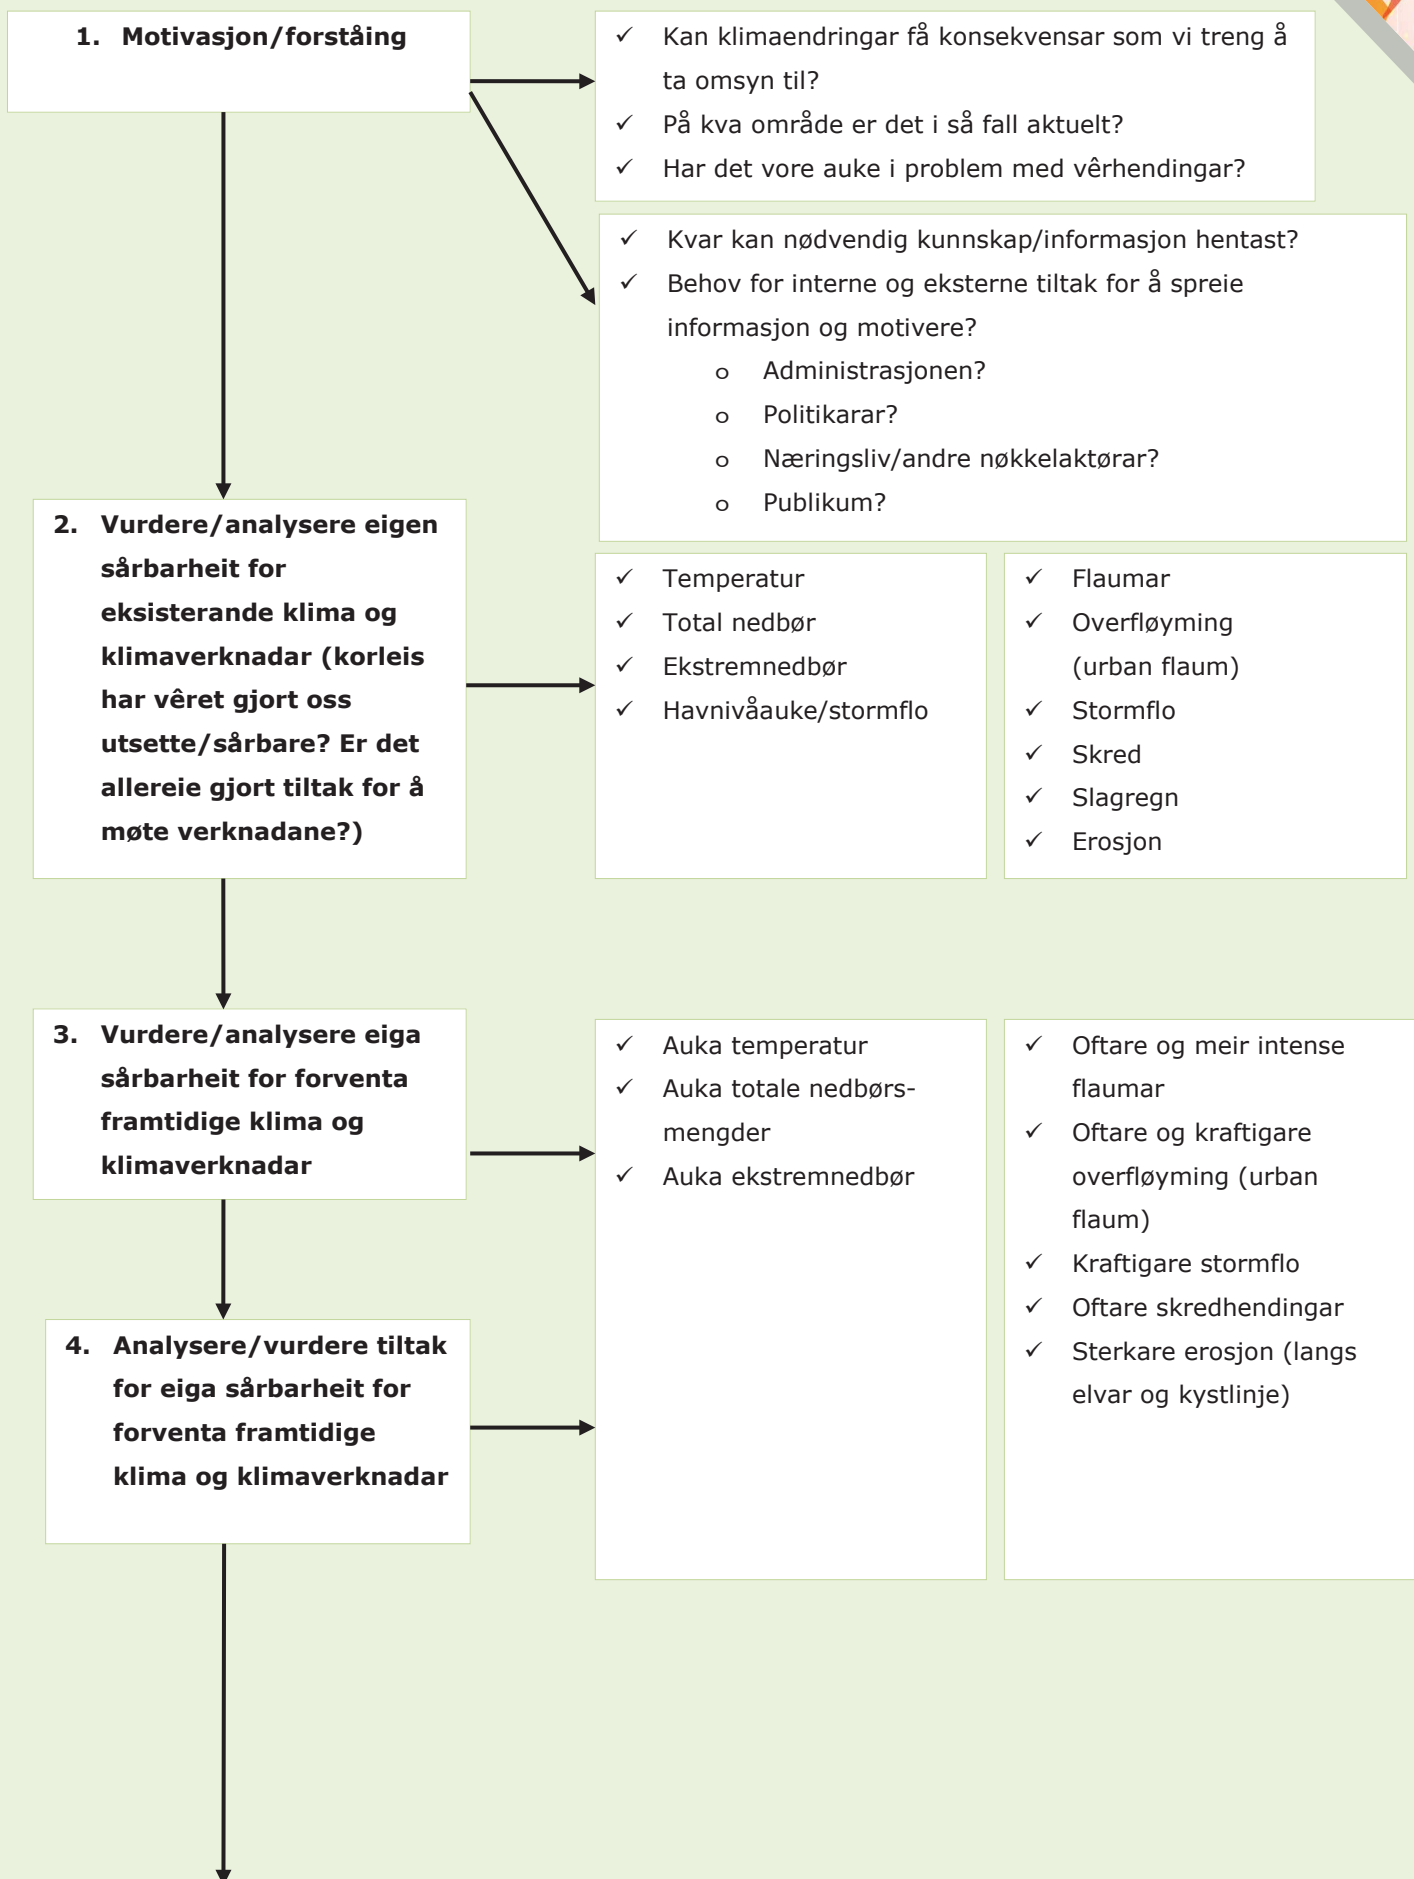 1. Motivasjon/forståing
✓ Kan klimaendringar få konsekvensar som vi treng å
ta omsyn til?
✓ På kva område er det i så fall aktuelt?
✓ Har det vore auke i problem med vêrhendingar?
✓ Kvar kan nødvendig kunnskap/informasjon hentast?
✓ Behov for interne og eksterne tiltak for å spreie
informasjon og motivere?
o Administrasjonen?
o Politikarar?
o Næringsliv/andre nøkkelaktørar?
o Publikum?
2. Vurdere/analysere eigen
sårbarheit for
eksisterande klima og
klimaverknadar (korleis
har vêret gjort oss
utsette/sårbare? Er det
allereie gjort tiltak for å
møte verknadane?)
✓ Temperatur
✓ Total nedbør
✓ Ekstremnedbør
✓ Havnivåauke/stormflo
✓ Flaumar
✓ Overfløyming
(urban flaum)
✓ Stormflo
✓ Skred
✓ Slagregn
✓ Erosjon
3. Vurdere/analysere eiga
sårbarheit for forventa
framtidige klima og
klimaverknadar
✓ Auka temperatur
✓ Auka totale nedbørs-
mengder
✓ Auka ekstremnedbør
✓ Oftare og meir intense
flaumar
✓ Oftare og kraftigare
overfløyming (urban
flaum)
✓ Kraftigare stormflo
✓ Oftare skredhendingar
✓ Sterkare erosjon (langs
elvar og kystlinje)
4. Analysere/vurdere tiltak
for eiga sårbarheit for
forventa framtidige
klima og klimaverknadar